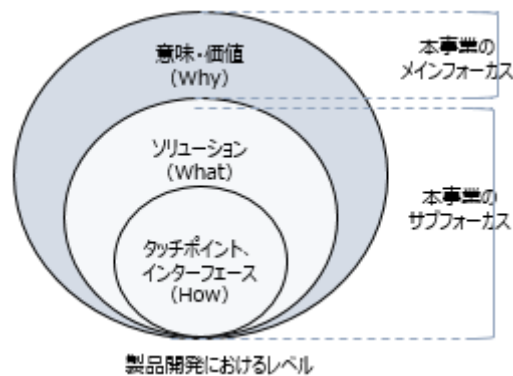 意味・価値
(Why)
本事業の
メインフォーカス
ソリューション
(What)
本事業の
サブフォーカス
タッチポイント、
インターフェース
(How)
製品開発におけるレベル